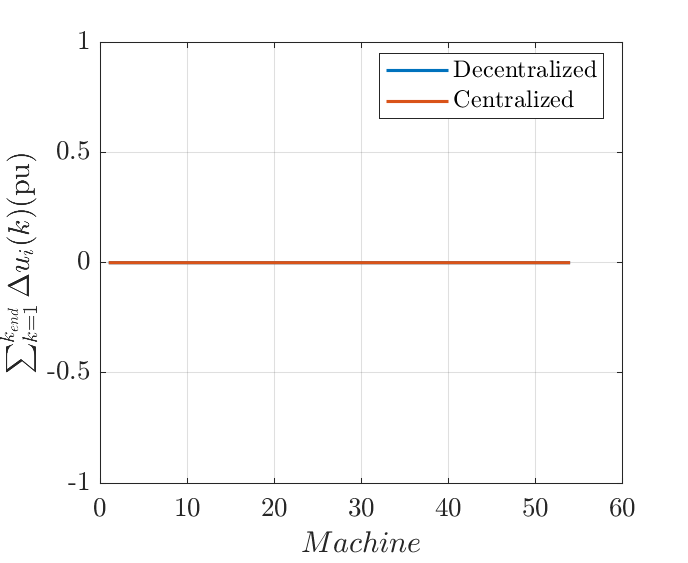 1
0.5
0
-0.5
-1
0 10 20 30 40 50 60
Machine
∑_{k=1}^{k_{end}} Δu_i(k)(pu)
Decentralized
Centralized